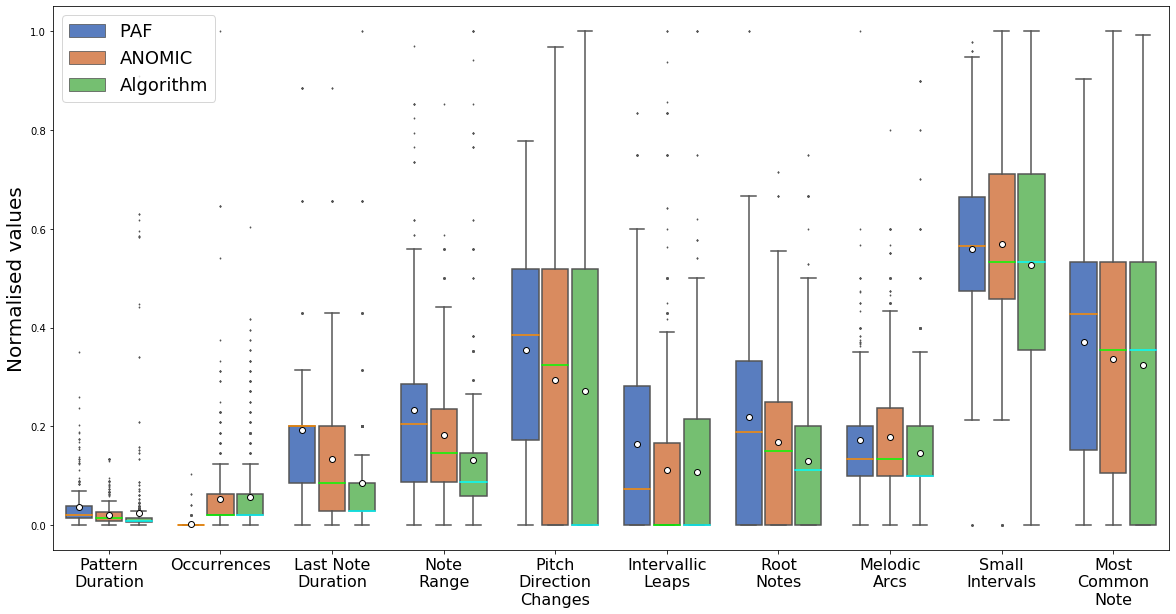 PAF
ANOMIC
Algorithm
Normalised values
1.0
0.8
0.6
0.4
0.2
0.0
Pattern
Duration
Occurrences
Last Note
Duration
Note
Range
Pitch
Direction
Changes
Intervallic
Leaps
Root
Notes
Melodic
Arcs
Small
Intervals
Most
Common
Note